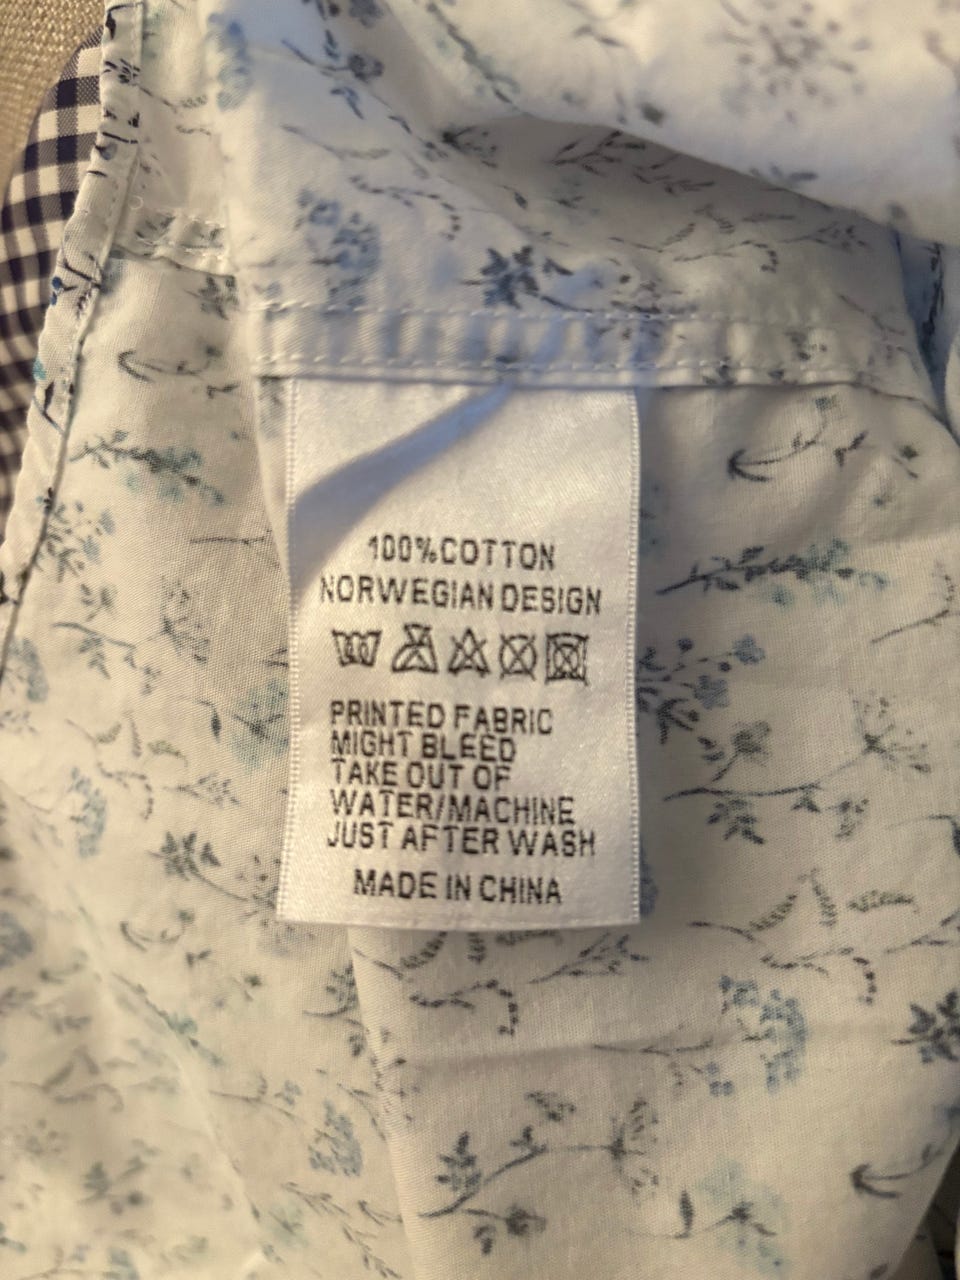 100%COTTON
NORWEGIAN DESIGN
PRINTED FABRIC
MIGHT BLEED
TAKE OUT OF
WATER/MACHINE
JUST AFTER WASH
MADE IN CHINA